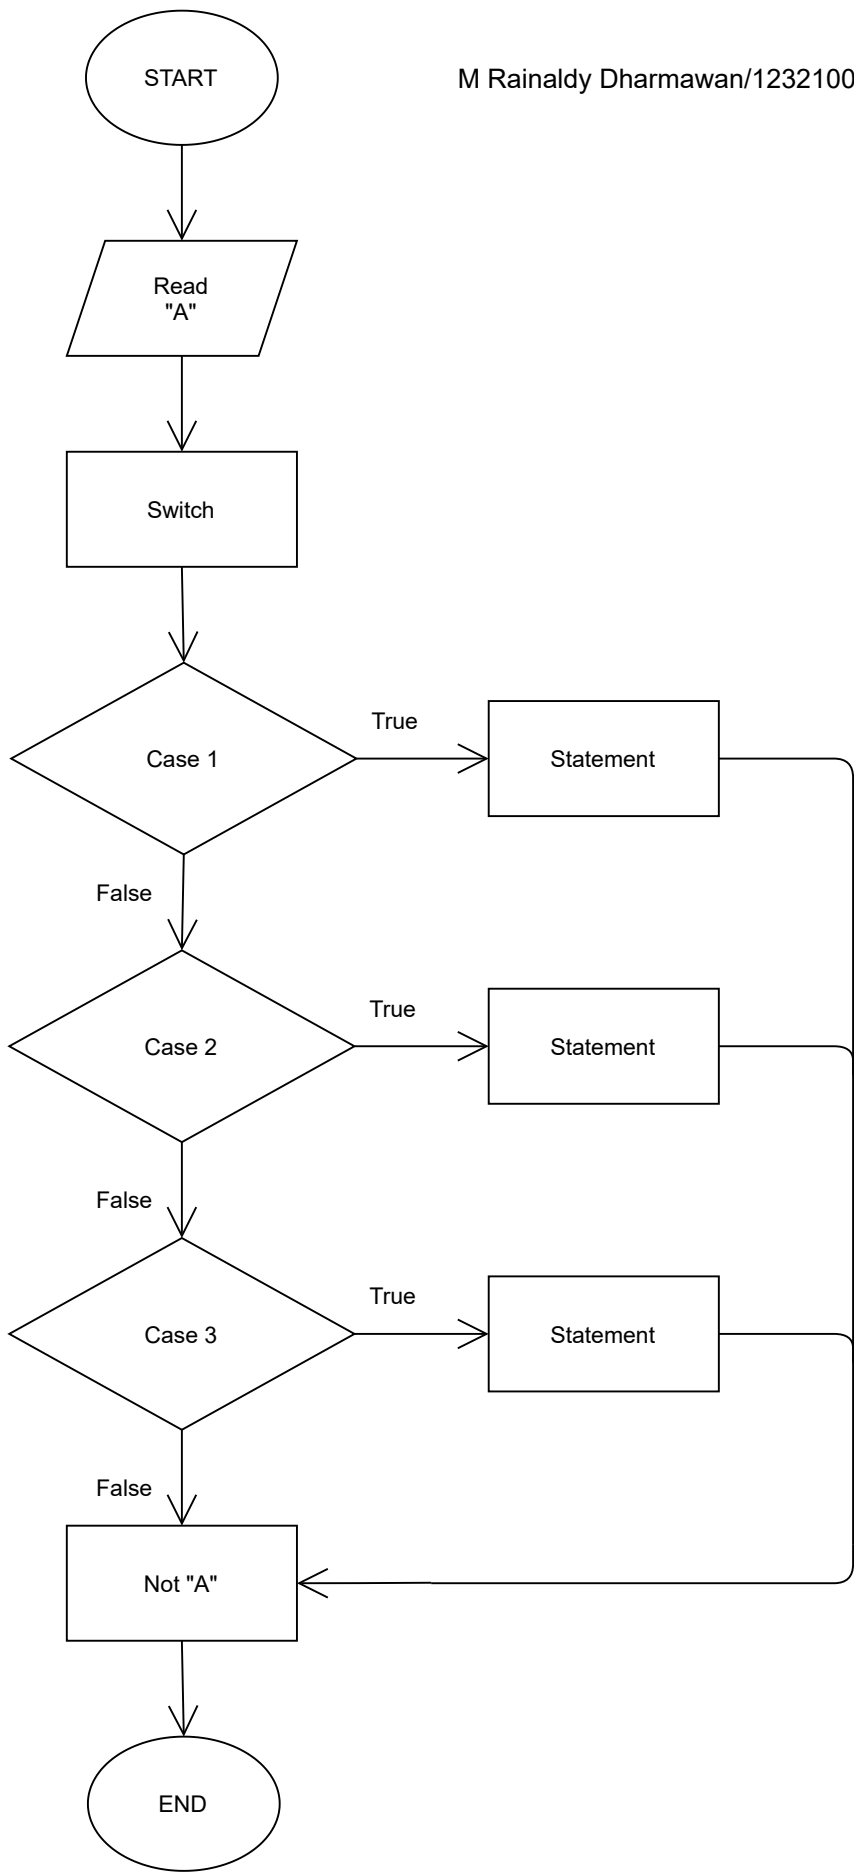 START
M Rainaldy Dharmawan/1232100
Read
"A"
Switch
Case 1
True
Statement
False
Case 2
True
Statement
False
Case 3
True
Statement
False
Not "A"
END